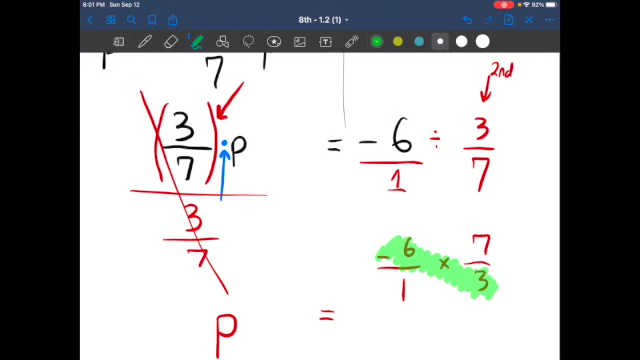 8:01 PM Sun Sep 12
92%
8th - 1.2 (1)
7
2nd
(3/7) · p = -6/1 ÷ 3/7
3/7
-6/1 × 7/3
p =